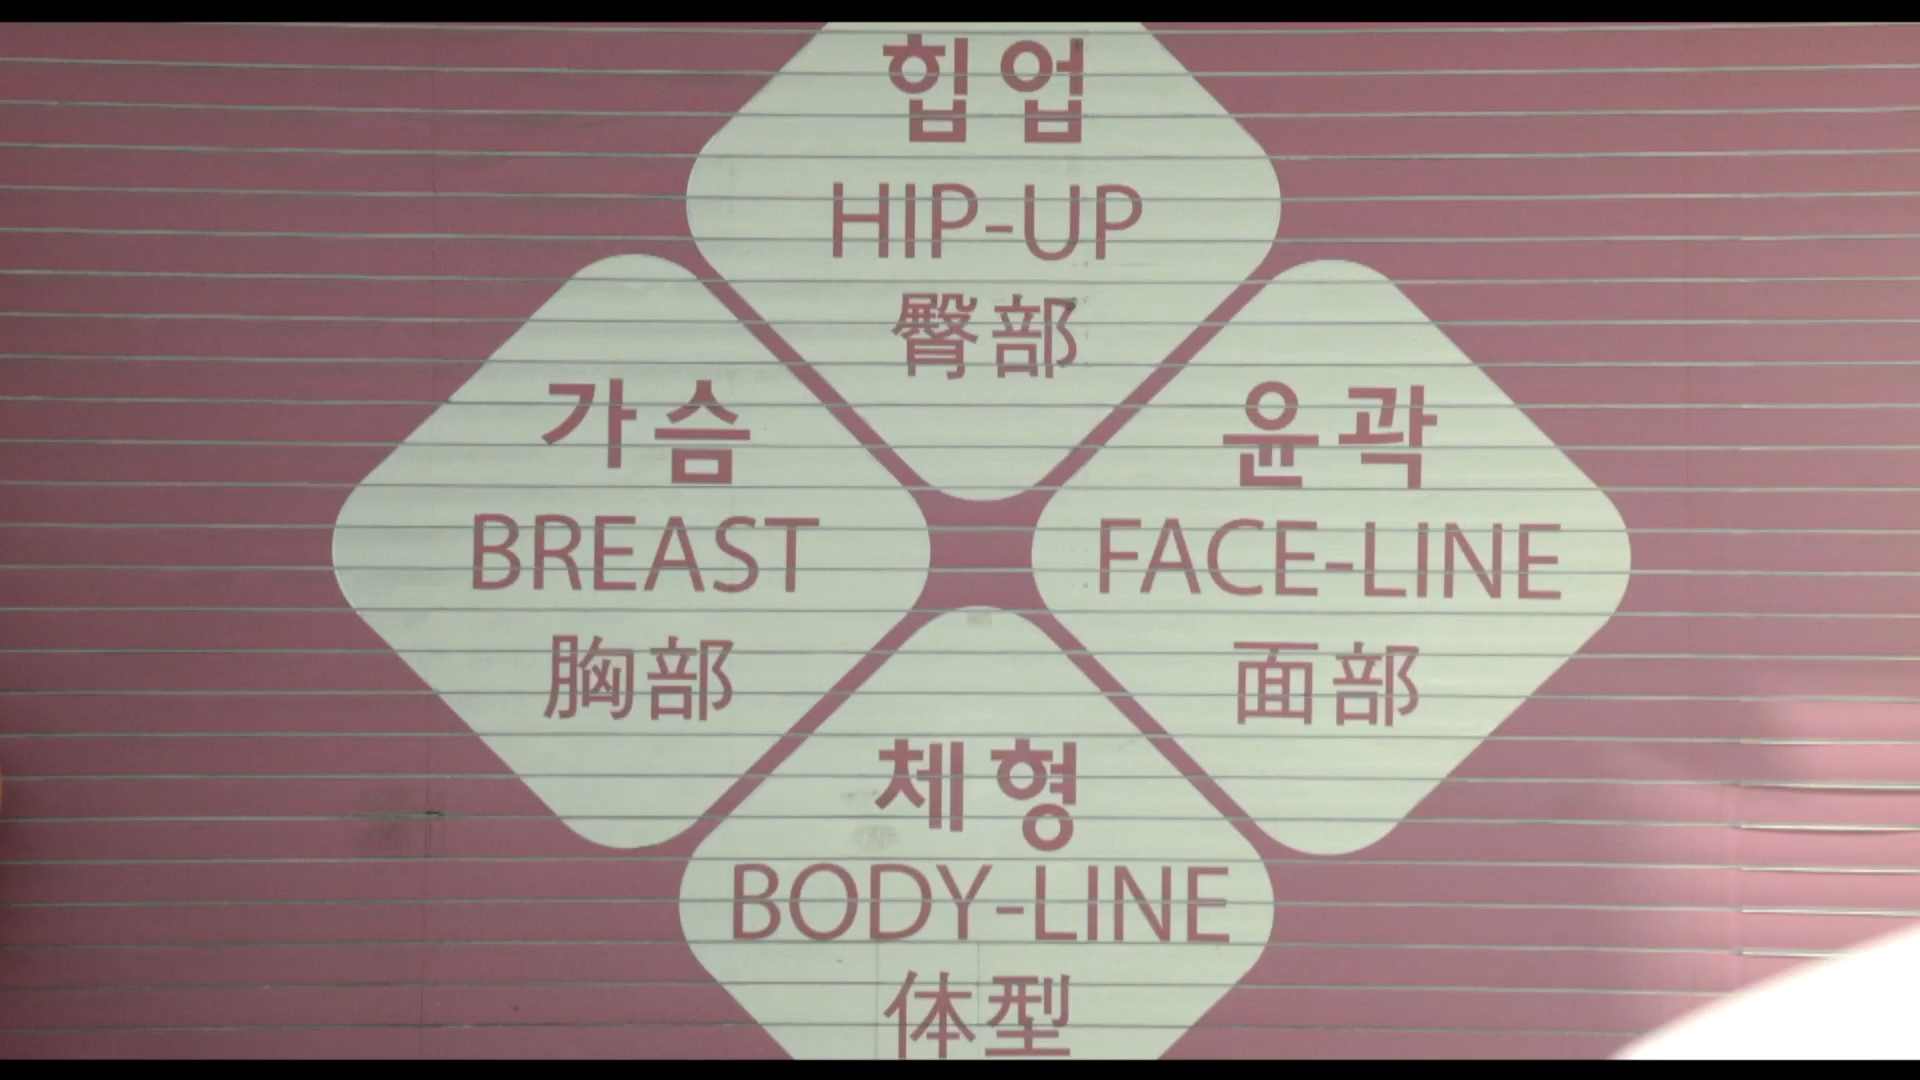 힙업
HIP-UP
臀部
가슴
BREAST
胸部
윤곽
FACE-LINE
面部
체형
BODY-LINE
体型